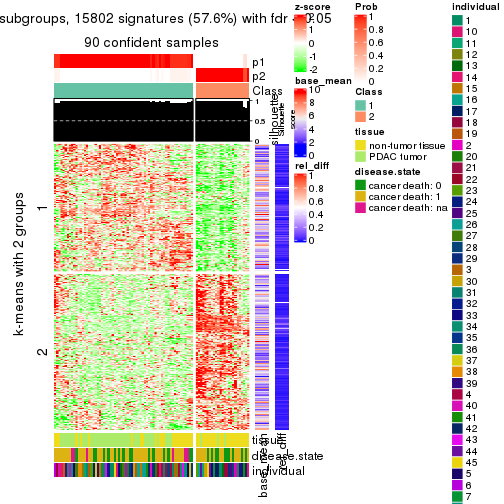 subgroups, 15802 signatures (57.6%) with fdr < 0.05
90 confident samples
p1
p2
Class
1
0.5
0
silhouette
Silhouette
score
k-means with 2 groups
1
2
tissue
disease.state
individual
base_mean
rel_diff
z-score
2
1
0
-1
-2
base_mean
10
8
6
4
2
0
rel_diff
1
0.8
0.6
0.4
0.2
0
Prob
1
0.8
0.6
0.4
0.2
0
Class
1
2
tissue
non-tumor tissue
PDAC tumor
disease.state
cancer death: 0
cancer death: 1
cancer death: na
individual
1
10
11
12
13
14
15
16
17
18
19
2
20
21
22
23
24
25
26
27
28
29
3
30
31
32
33
34
35
36
37
38
39
4
40
41
42
43
44
45
5
6
7